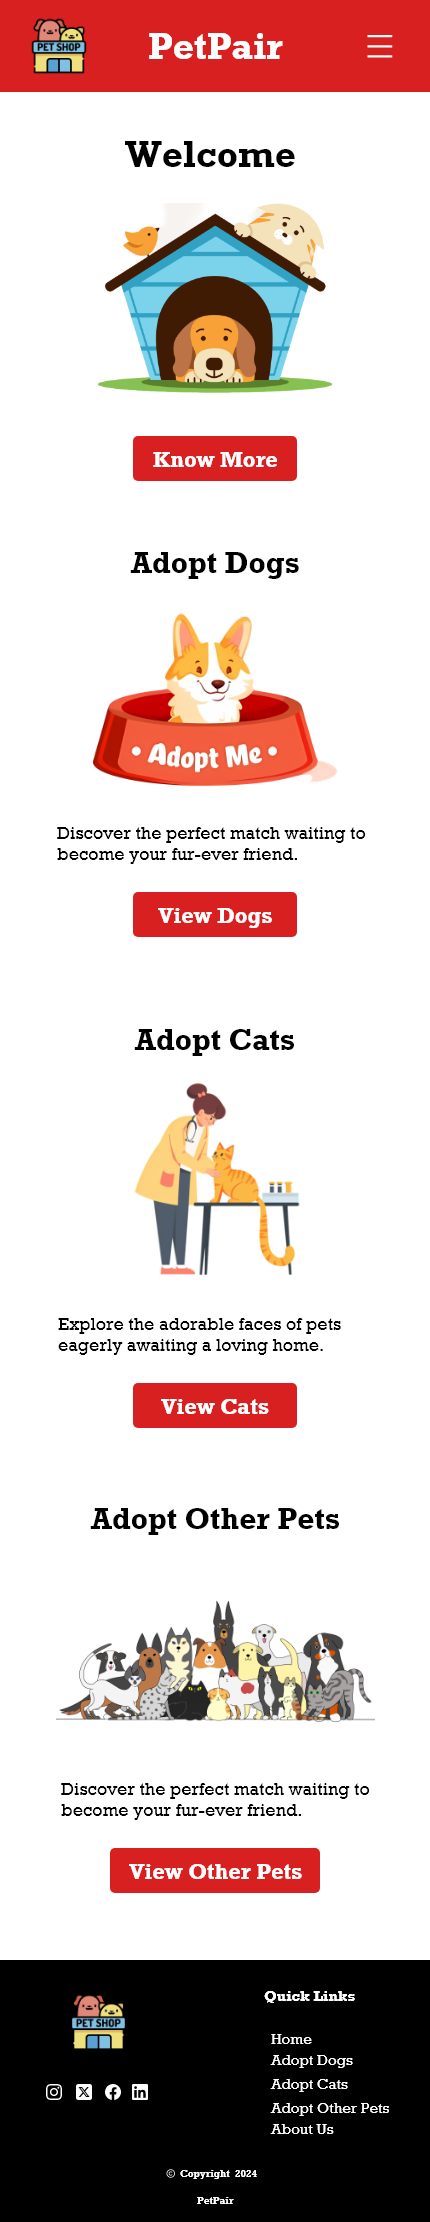 PET SHOP
PetPair
Welcome
Know More
Adopt Dogs
• Adopt Me •
Discover the perfect match waiting to
become your fur-ever friend.
View Dogs
Adopt Cats
Explore the adorable faces of pets
eagerly awaiting a loving home.
View Cats
Adopt Other Pets
Discover the perfect match waiting to
become your fur-ever friend.
View Other Pets
PET SHOP
Quick Links
Home
Adopt Dogs
Adopt Cats
Adopt Other Pets
About Us
© Copyright 2024
PetPair